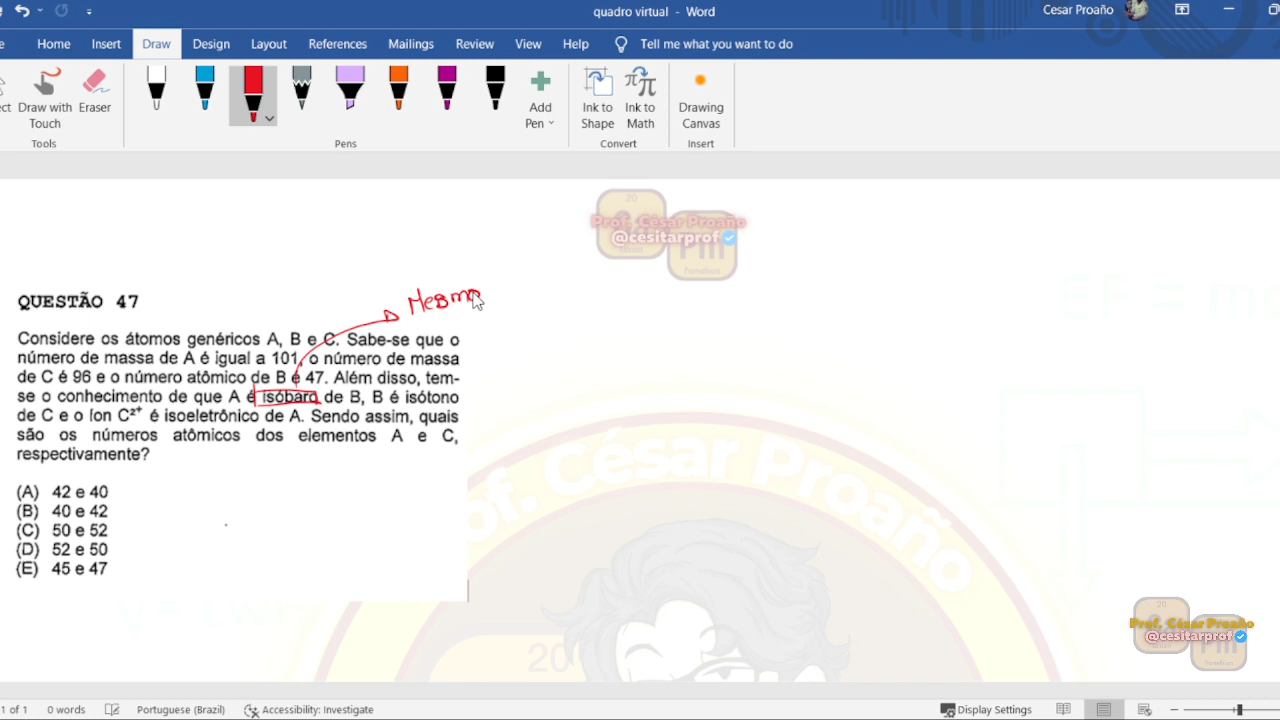 quadro virtual - Word
Cesar Proaño
Home Insert Draw Design Layout References Mailings Review View Help Tell me what you want to do
Draw with Touch
Eraser
Add Pen
Ink to Shape
Ink to Math
Drawing Canvas
Tools
Pens
Convert
Insert
Prof. César Proaño
@cesitarprof
Mesmo
QUESTÃO 47
Considere os átomos genéricos A, B e C. Sabe-se que o
número de massa de A é igual a 101, o número de massa
de C é 96 e o número atômico de B é 47. Além disso, tem-
se o conhecimento de que A é isóbaro de B, B é isótono
de C e o íon C²⁺ é isoeletrônico de A. Sendo assim, quais
são os números atômicos dos elementos A e C,
respectivamente?
(A) 42 e 40
(B) 40 e 42
(C) 50 e 52
(D) 52 e 50
(E) 45 e 47
Prof. César Proaño
20
Prof. César Proaño
@cesitarprof
1 of 1
0 words
Portuguese (Brazil)
Accessibility: Investigate
Display Settings